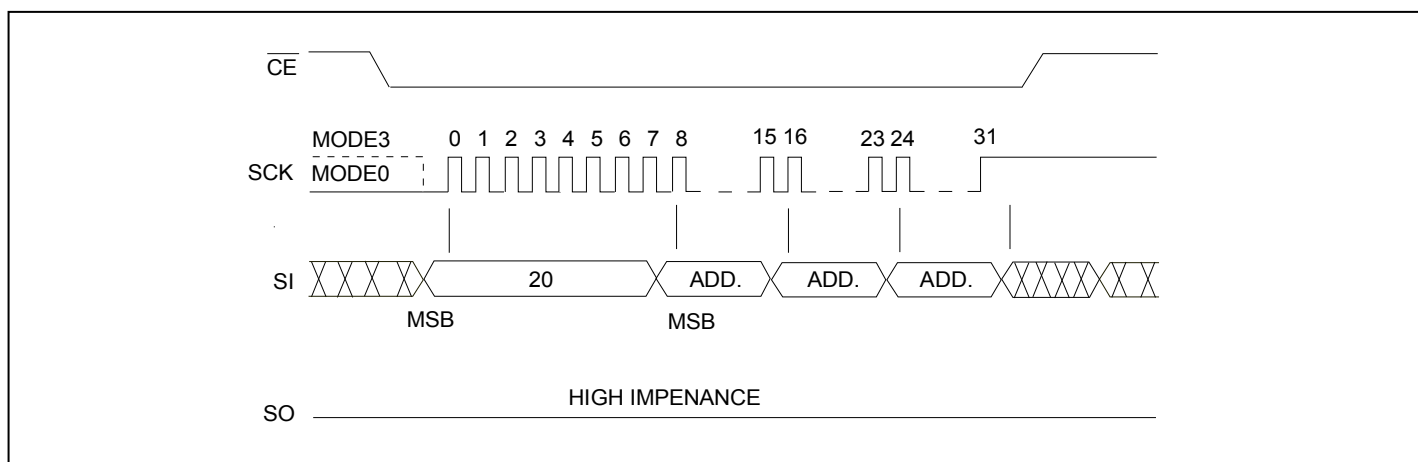 CE
MODE3 0 1 2 3 4 5 6 7 8 15 16 23 24 31
SCK MODE0
SI 20 ADD. ADD. ADD.
MSB MSB
HIGH IMPENANCE
SO